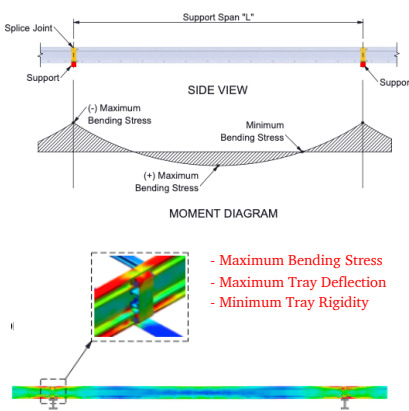 Support Span "L"
Splice Joint
Support
Support
SIDE VIEW
(-) Maximum
Bending Stress
Minimum
Bending Stress
(+) Maximum
Bending Stress
MOMENT DIAGRAM
- Maximum Bending Stress
- Maximum Tray Deflection
- Minimum Tray Rigidity